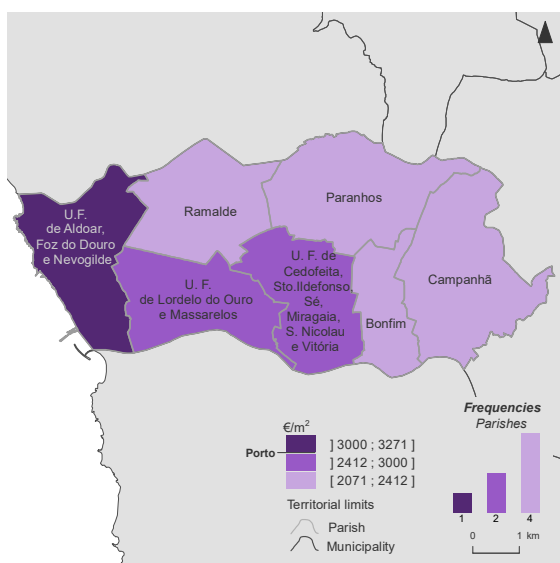 U.F.
de Aldoar,
Foz do Douro
e Nevogilde
Ramalde
Paranhos
U. F.
de Lordelo do Ouro
e Massarelos
U. F. de
Cedofeita,
Sto.Ildefonso,
Sé,
Miragaia,
S. Nicolau
e Vitória
Bonfim
Campanhã
€/m²
Porto
] 3000 ; 3271 ]
] 2412 ; 3000 ]
[ 2071 ; 2412 ]
Territorial limits
Parish
Municipality
Frequencies
Parishes
1 2 4
0 1 km